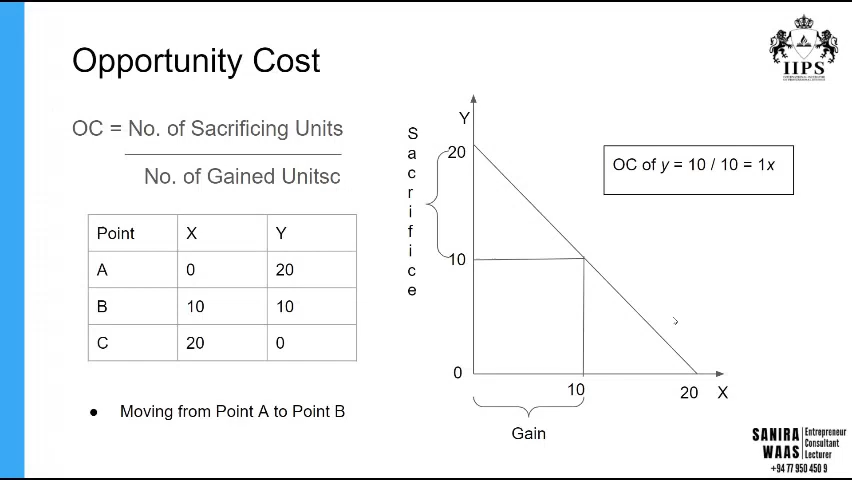 Opportunity Cost
IIPS
OC = No. of Sacrificing Units
No. of Gained Unitsc
Point X Y
A 0 20
B 10 10
C 20 0
● Moving from Point A to Point B
Sacrifice
Y
20
10
0
10
20
X
Gain
OC of y = 10 / 10 = 1x
SANIRA WAAS
Entrepreneur
Consultant
Lecturer
+94 77 950 450 9